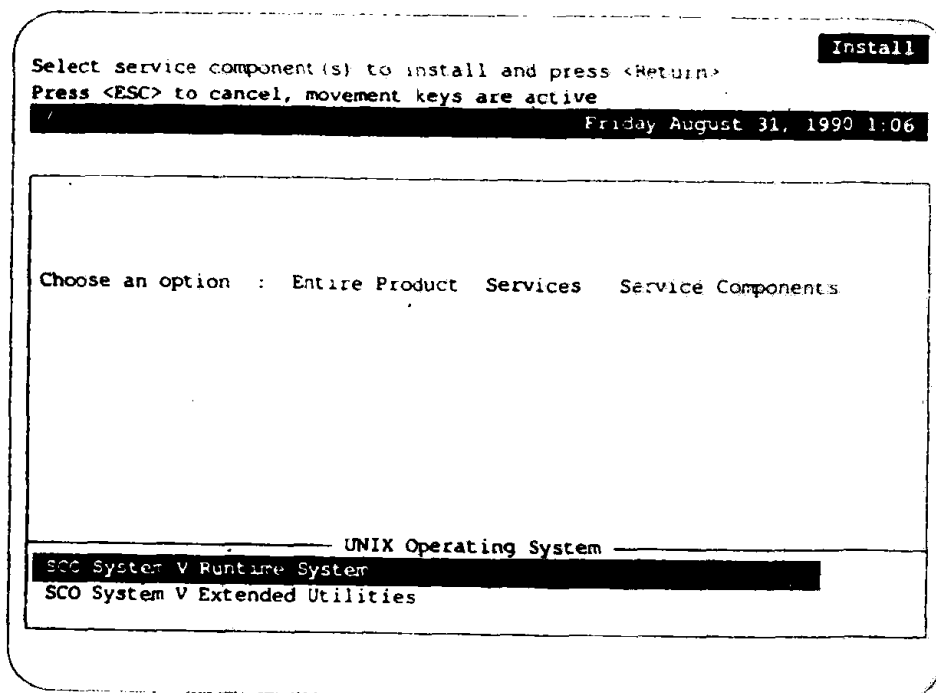 Install
Select service component(s) to install and press <Return>
Press <ESC> to cancel, movement keys are active
/
Friday August 31, 1990 1:06
Choose an option : Entire Product Services Service Components
UNIX Operating System
SCO System V Runtime System
SCO System V Extended Utilities